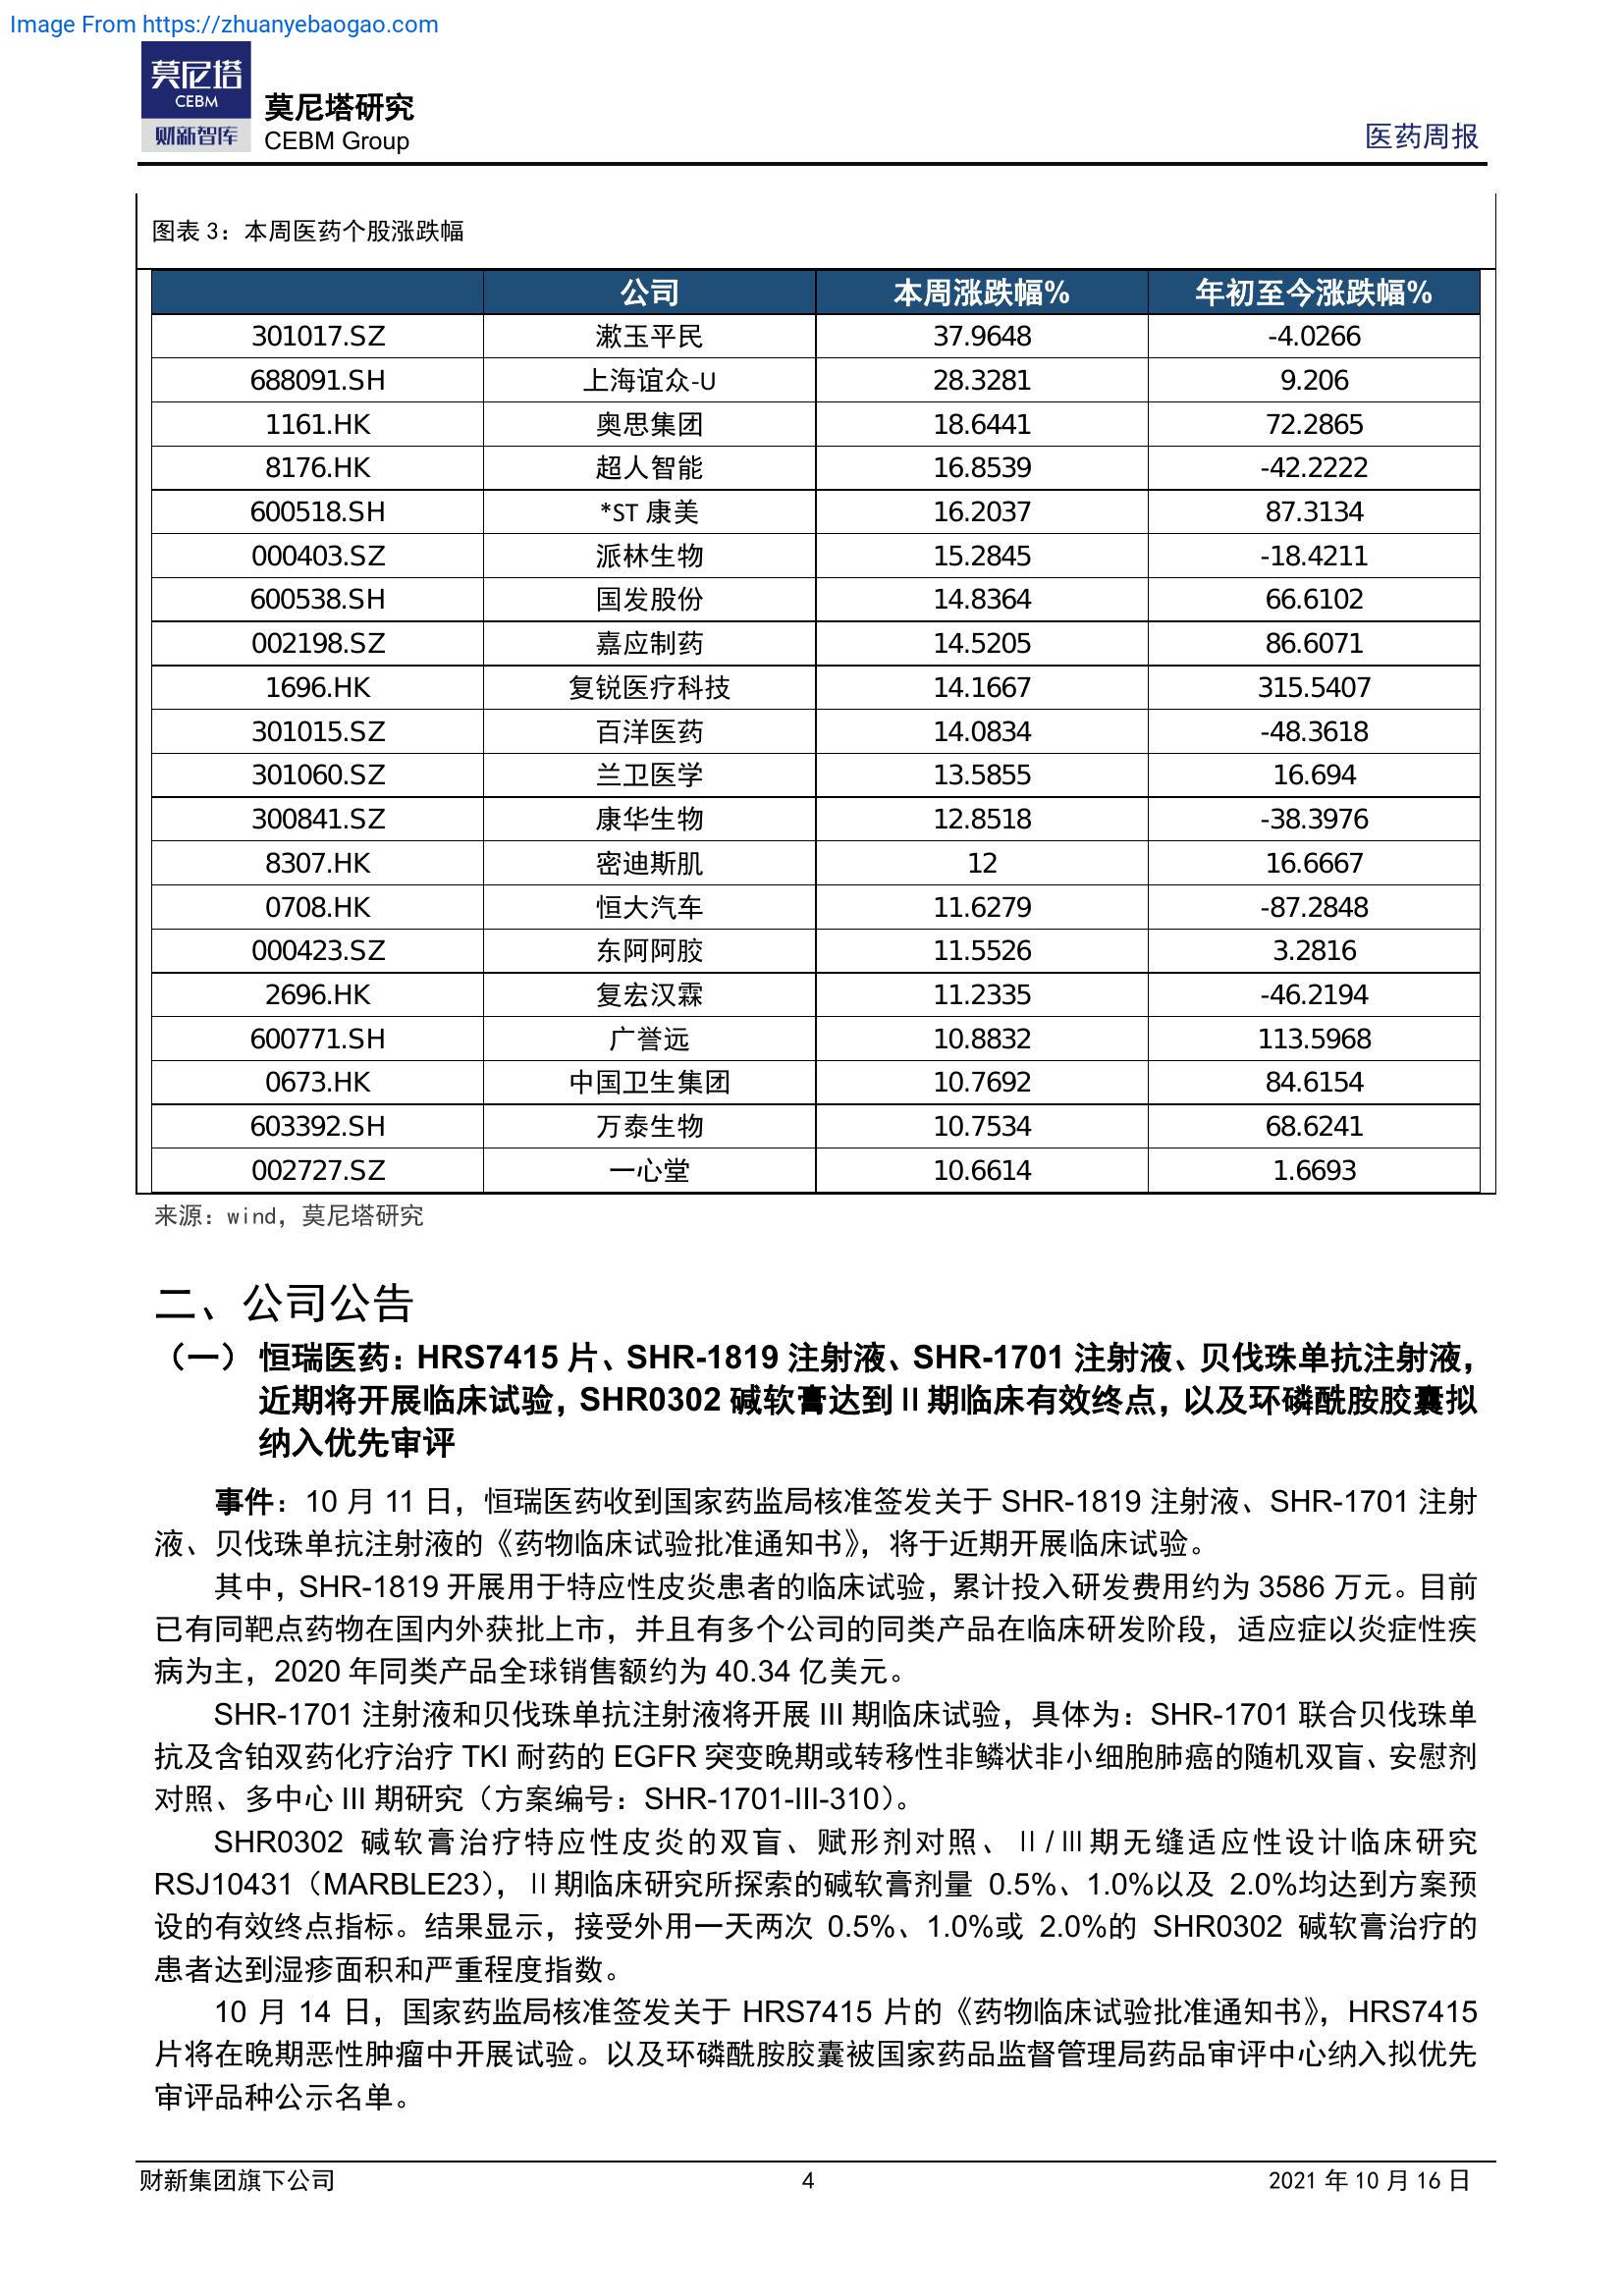 Image From https://zhuanyebaogao.com
莫尼塔
CEBM
财新智库
莫尼塔研究
CEBM Group
医药周报
图表 3：本周医药个股涨跌幅
公司 本周涨跌幅% 年初至今涨跌幅%
301017.SZ 漱玉平民 37.9648 -4.0266
688091.SH 上海谊众-U 28.3281 9.206
1161.HK 奥思集团 18.6441 72.2865
8176.HK 超人智能 16.8539 -42.2222
600518.SH *ST 康美 16.2037 87.3134
000403.SZ 派林生物 15.2845 -18.4211
600538.SH 国发股份 14.8364 66.6102
002198.SZ 嘉应制药 14.5205 86.6071
1696.HK 复锐医疗科技 14.1667 315.5407
301015.SZ 百洋医药 14.0834 -48.3618
301060.SZ 兰卫医学 13.5855 16.694
300841.SZ 康华生物 12.8518 -38.3976
8307.HK 密迪斯肌 12 16.6667
0708.HK 恒大汽车 11.6279 -87.2848
000423.SZ 东阿阿胶 11.5526 3.2816
2696.HK 复宏汉霖 11.2335 -46.2194
600771.SH 广誉远 10.8832 113.5968
0673.HK 中国卫生集团 10.7692 84.6154
603392.SH 万泰生物 10.7534 68.6241
002727.SZ 一心堂 10.6614 1.6693
来源：wind，莫尼塔研究
二、公司公告
（一） 恒瑞医药：HRS7415 片、SHR-1819 注射液、SHR-1701 注射液、贝伐珠单抗注射液，
近期将开展临床试验，SHR0302 碱软膏达到Ⅱ期临床有效终点，以及环磷酰胺胶囊拟
纳入优先审评
事件：10 月 11 日，恒瑞医药收到国家药监局核准签发关于 SHR-1819 注射液、SHR-1701 注射
液、贝伐珠单抗注射液的《药物临床试验批准通知书》，将于近期开展临床试验。
其中，SHR-1819 开展用于特应性皮炎患者的临床试验，累计投入研发费用约为 3586 万元。目前
已有同靶点药物在国内外获批上市，并且有多个公司的同类产品在临床研发阶段，适应症以炎症性疾
病为主，2020 年同类产品全球销售额约为 40.34 亿美元。
SHR-1701 注射液和贝伐珠单抗注射液将开展 III 期临床试验，具体为：SHR-1701 联合贝伐珠单
抗及含铂双药化疗治疗 TKI 耐药的 EGFR 突变晚期或转移性非鳞状非小细胞肺癌的随机双盲、安慰剂
对照、多中心 III 期研究（方案编号：SHR-1701-III-310）。
SHR0302 碱软膏治疗特应性皮炎的双盲、赋形剂对照、Ⅱ/Ⅲ期无缝适应性设计临床研究
RSJ10431（MARBLE23），Ⅱ期临床研究所探索的碱软膏剂量 0.5%、1.0%以及 2.0%均达到方案预
设的有效终点指标。结果显示，接受外用一天两次 0.5%、1.0%或 2.0%的 SHR0302 碱软膏治疗的
患者达到湿疹面积和严重程度指数。
10 月 14 日，国家药监局核准签发关于 HRS7415 片的《药物临床试验批准通知书》，HRS7415
片将在晚期恶性肿瘤中开展试验。以及环磷酰胺胶囊被国家药品监督管理局药品审评中心纳入拟优先
审评品种公示名单。
财新集团旗下公司 4 2021 年 10 月 16 日